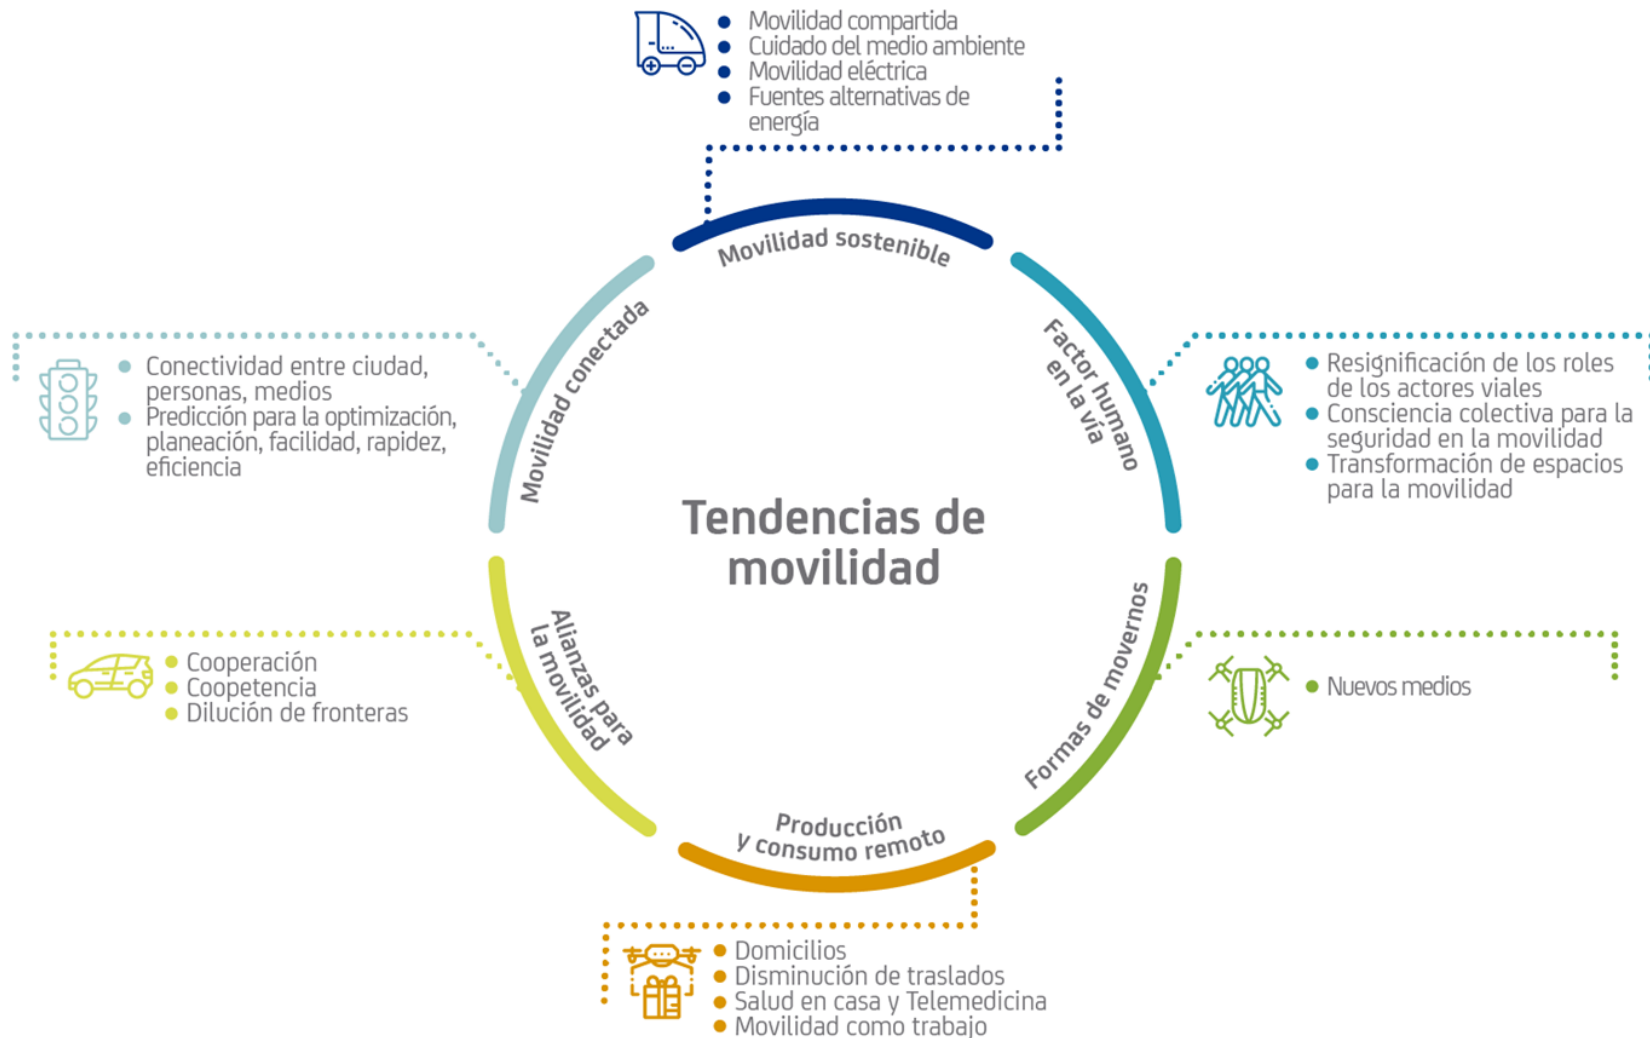 Movilidad compartida
Cuidado del medio ambiente
Movilidad eléctrica
Fuentes alternativas de
energía
Movilidad sostenible
Factor humano
en la vía
Resignificación de los roles
de los actores viales
Consciencia colectiva para la
seguridad en la movilidad
Transformación de espacios
para la movilidad
Movilidad conectada
Conectividad entre ciudad,
personas, medios
Predicción para la optimización,
planeación, facilidad, rapidez,
eficiencia
Tendencias de
movilidad
Alianzas para
la movilidad
Cooperación
Coopetencia
Dilución de fronteras
Formas de movernos
Nuevos medios
Producción
y consumo remoto
Domicilios
Disminución de traslados
Salud en casa y Telemedicina
Movilidad como trabajo